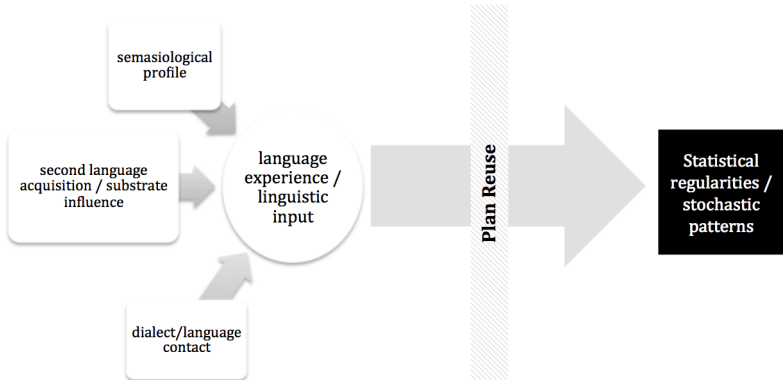 semasiological
profile
second language
acquisition / substrate
influence
dialect/language
contact
language
experience /
linguistic
input
Plan Reuse
Statistical
regularities /
stochastic
patterns